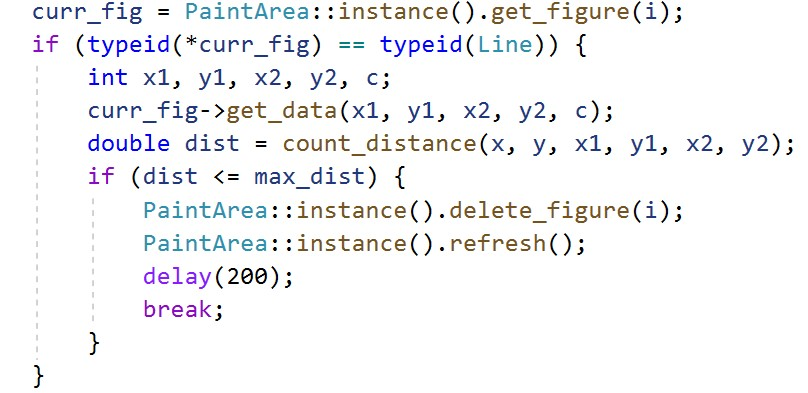 curr_fig = PaintArea::instance().get_figure(i);
if (typeid(*curr_fig) == typeid(Line)) {
    int x1, y1, x2, y2, c;
    curr_fig->get_data(x1, y1, x2, y2, c);
    double dist = count_distance(x, y, x1, y1, x2, y2);
    if (dist <= max_dist) {
        PaintArea::instance().delete_figure(i);
        PaintArea::instance().refresh();
        delay(200);
        break;
    }
}